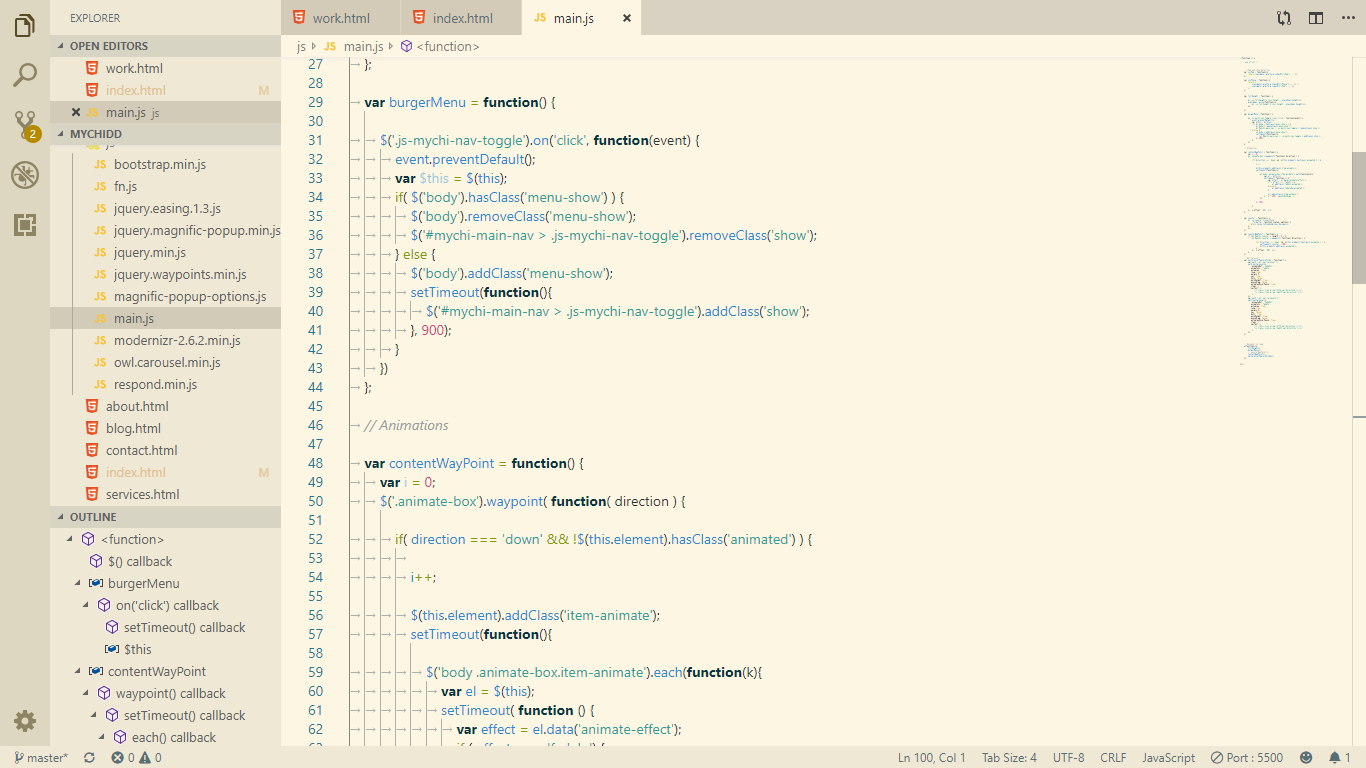 EXPLORER
OPEN EDITORS
work.html
index.html M
main.js js
MYCHIDD
js
bootstrap.min.js
fn.js
jquery.easing.1.3.js
jquery.magnific-popup.min.js
jquery.min.js
jquery.waypoints.min.js
magnific-popup-options.js
main.js
modernizr-2.6.2.min.js
owl.carousel.min.js
respond.min.js
about.html
blog.html
contact.html
index.html M
services.html
OUTLINE
<function>
$() callback
burgerMenu
on('click') callback
setTimeout() callback
$this
contentWayPoint
waypoint() callback
setTimeout() callback
each() callback
2
work.html index.html JS main.js ×
js JS main.js <function>
27 };
28
29 var burgerMenu = function() {
30
31 $('.js-mychi-nav-toggle').on('click', function(event) {
32 event.preventDefault();
33 var $this = $(this);
34 if( $('body').hasClass('menu-show') ) {
35 $('body').removeClass('menu-show');
36 $('#mychi-main-nav > .js-mychi-nav-toggle').removeClass('show');
37 } else {
38 $('body').addClass('menu-show');
39 setTimeout(function(){
40 $('#mychi-main-nav > .js-mychi-nav-toggle').addClass('show');
41 }, 900);
42 }
43 })
44 };
45
46 // Animations
47
48 var contentWayPoint = function() {
49 var i = 0;
50 $('.animate-box').waypoint( function( direction ) {
51
52 if( direction === 'down' && !$(this.element).hasClass('animated') ) {
53
54 i++;
55
56 $(this.element).addClass('item-animate');
57 setTimeout(function(){
58
59 $('body .animate-box.item-animate').each(function(k){
60 var el = $(this);
61 setTimeout( function () {
62 var effect = el.data('animate-effect');
master* 0 0 Ln 100, Col 1 Tab Size: 4 UTF-8 CRLF JavaScript Port : 5500 1